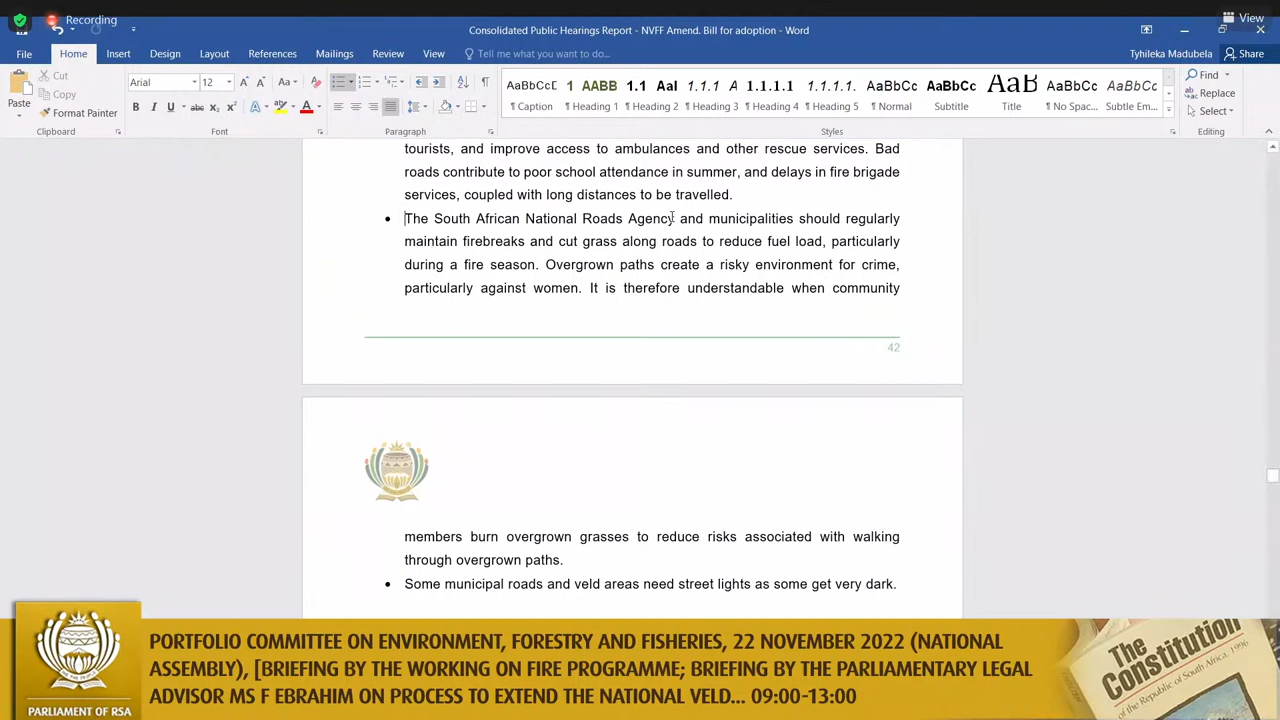 Recording
View
Consolidated Public Hearings Report - NVFF Amend. Bill for adoption - Word
File
Home
Insert
Design
Layout
References
Mailings
Review
View
Tell me what you want to do...
Tyhileka Madubela
Share
Paste
Cut
Copy
Format Painter
Clipboard
Arial
12
Font
Paragraph
AaBbCcD 1 AABB 1.1 AaI 1.1.1 A 1.1.1.1 1.1.1.1. AaBbCc AaBbCc AaBbCcD AaB AaBbCc AaBbCcD
¶ Caption ¶ Heading 1 ¶ Heading 2 ¶ Heading 3 ¶ Heading 4 ¶ Heading 5 ¶ Normal Subtitle Title ¶ No Spac... Subtle Em...
Styles
Find
Replace
Select
Editing
tourists, and improve access to ambulances and other rescue services. Bad
roads contribute to poor school attendance in summer, and delays in fire brigade
services, coupled with long distances to be travelled.
• The South African National Roads Agency and municipalities should regularly
maintain firebreaks and cut grass along roads to reduce fuel load, particularly
during a fire season. Overgrown paths create a risky environment for crime,
particularly against women. It is therefore understandable when community
42
members burn overgrown grasses to reduce risks associated with walking
through overgrown paths.
• Some municipal roads and veld areas need street lights as some get very dark.
PARLIAMENT OF RSA
PORTFOLIO COMMITTEE ON ENVIRONMENT, FORESTRY AND FISHERIES, 22 NOVEMBER 2022 (NATIONAL
ASSEMBLY), [BRIEFING BY THE WORKING ON FIRE PROGRAMME; BRIEFING BY THE PARLIAMENTARY LEGAL
ADVISOR MS F EBRAHIM ON PROCESS TO EXTEND THE NATIONAL VELD... 09:00-13:00
The
Constitution
of the Republic of South Africa, 1996